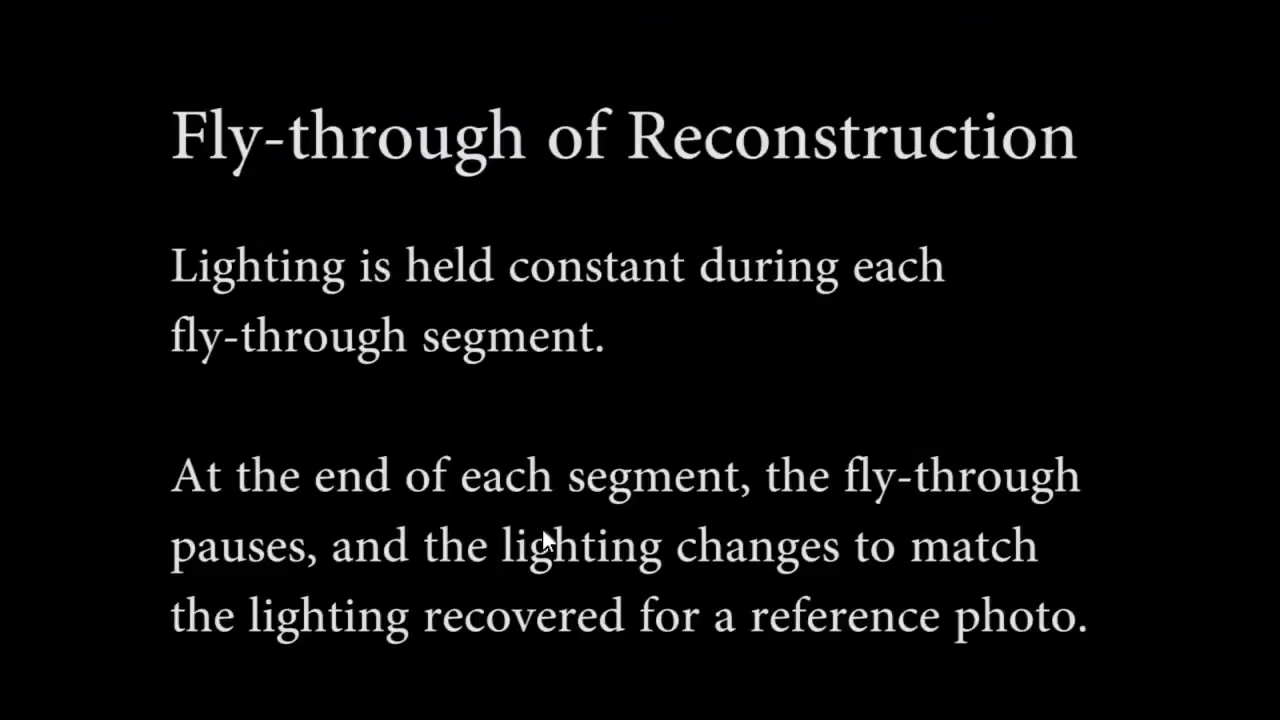 Fly-through of Reconstruction
Lighting is held constant during each
fly-through segment.
At the end of each segment, the fly-through
pauses, and the lighting changes to match
the lighting recovered for a reference photo.